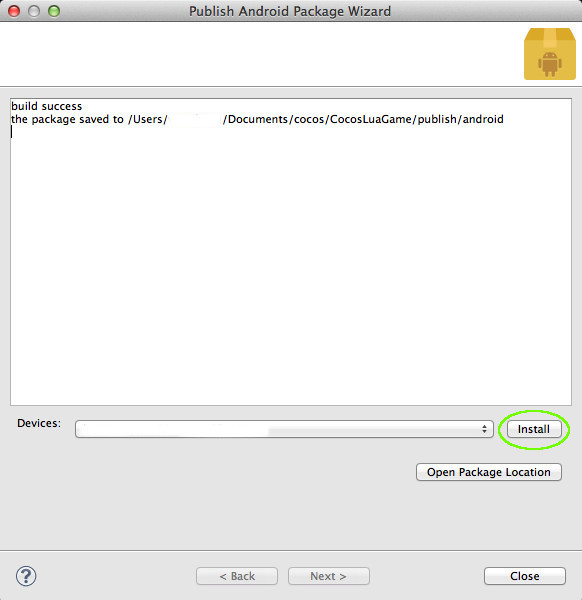 Publish Android Package Wizard
build success
the package saved to /Users/ /Documents/cocos/CocosLuaGame/publish/android
Devices:
Install
Open Package Location
?
< Back
Next >
Close